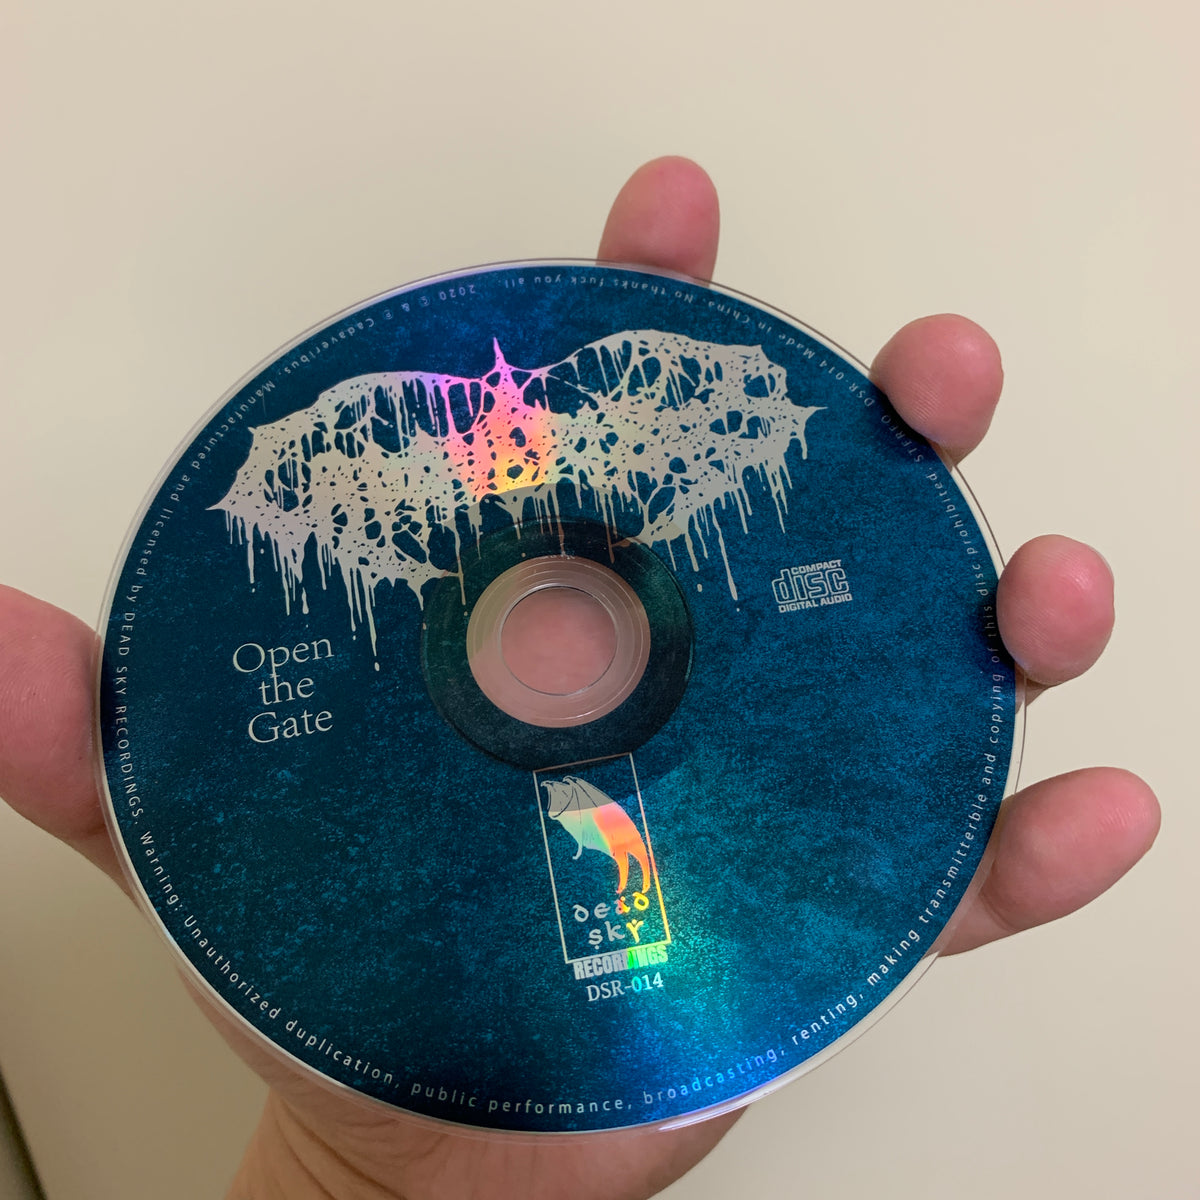 Open
the
Gate
COMPACT
disc
DIGITAL AUDIO
dead
sky
RECORDINGS
DSR-014
2020 © & ℗ Cadaveribus. Manufactured and licensed by DEAD SKY RECORDINGS. Warning: Unauthorized duplication, public performance, broadcasting, renting, making transmitterble and copying of this disc prohibited. STEREO DSR 014 Made in China. No thanks fuck you all